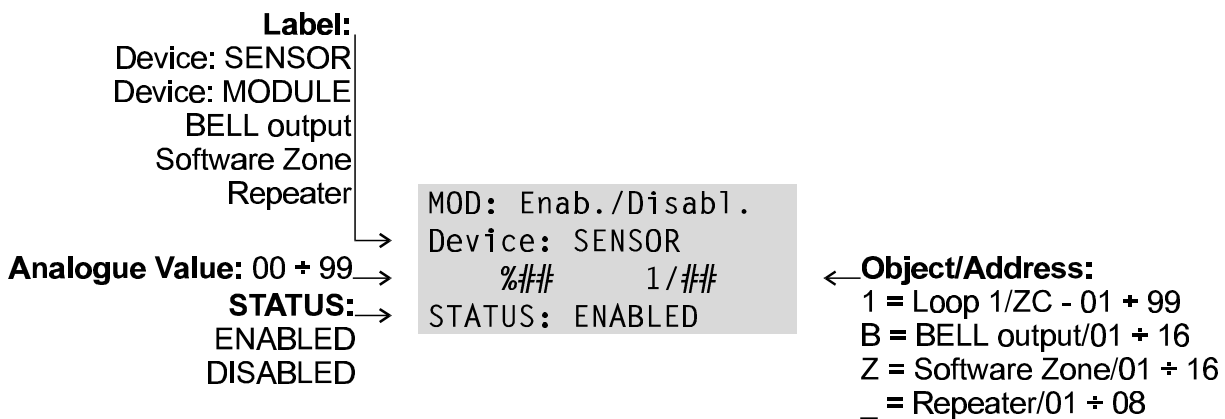 Label:
Device: SENSOR
Device: MODULE
BELL output
Software Zone
Repeater
Analogue Value: 00 ÷ 99
STATUS:
ENABLED
DISABLED
MOD: Enab./Disabl.
Device: SENSOR
%## 1/##
STATUS: ENABLED
Object/Address:
1 = Loop 1/ZC - 01 ÷ 99
B = BELL output/01 ÷ 16
Z = Software Zone/01 ÷ 16
_ = Repeater/01 ÷ 08